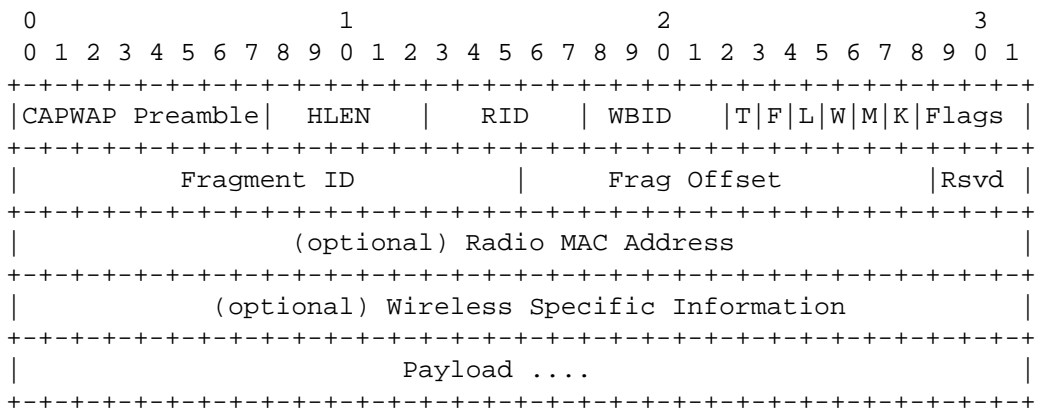 0                   1                   2                   3
 0 1 2 3 4 5 6 7 8 9 0 1 2 3 4 5 6 7 8 9 0 1 2 3 4 5 6 7 8 9 0 1
+-+-+-+-+-+-+-+-+-+-+-+-+-+-+-+-+-+-+-+-+-+-+-+-+-+-+-+-+-+-+-+-+
|CAPWAP Preamble|  HLEN   |   RID   | WBID    |T|F|L|W|M|K|Flags |
+-+-+-+-+-+-+-+-+-+-+-+-+-+-+-+-+-+-+-+-+-+-+-+-+-+-+-+-+-+-+-+-+
|          Fragment ID          |     Frag Offset         |Rsvd |
+-+-+-+-+-+-+-+-+-+-+-+-+-+-+-+-+-+-+-+-+-+-+-+-+-+-+-+-+-+-+-+-+
|                 (optional) Radio MAC Address                  |
+-+-+-+-+-+-+-+-+-+-+-+-+-+-+-+-+-+-+-+-+-+-+-+-+-+-+-+-+-+-+-+-+
|            (optional) Wireless Specific Information           |
+-+-+-+-+-+-+-+-+-+-+-+-+-+-+-+-+-+-+-+-+-+-+-+-+-+-+-+-+-+-+-+-+
|                        Payload ....                           |
+-+-+-+-+-+-+-+-+-+-+-+-+-+-+-+-+-+-+-+-+-+-+-+-+-+-+-+-+-+-+-+-+